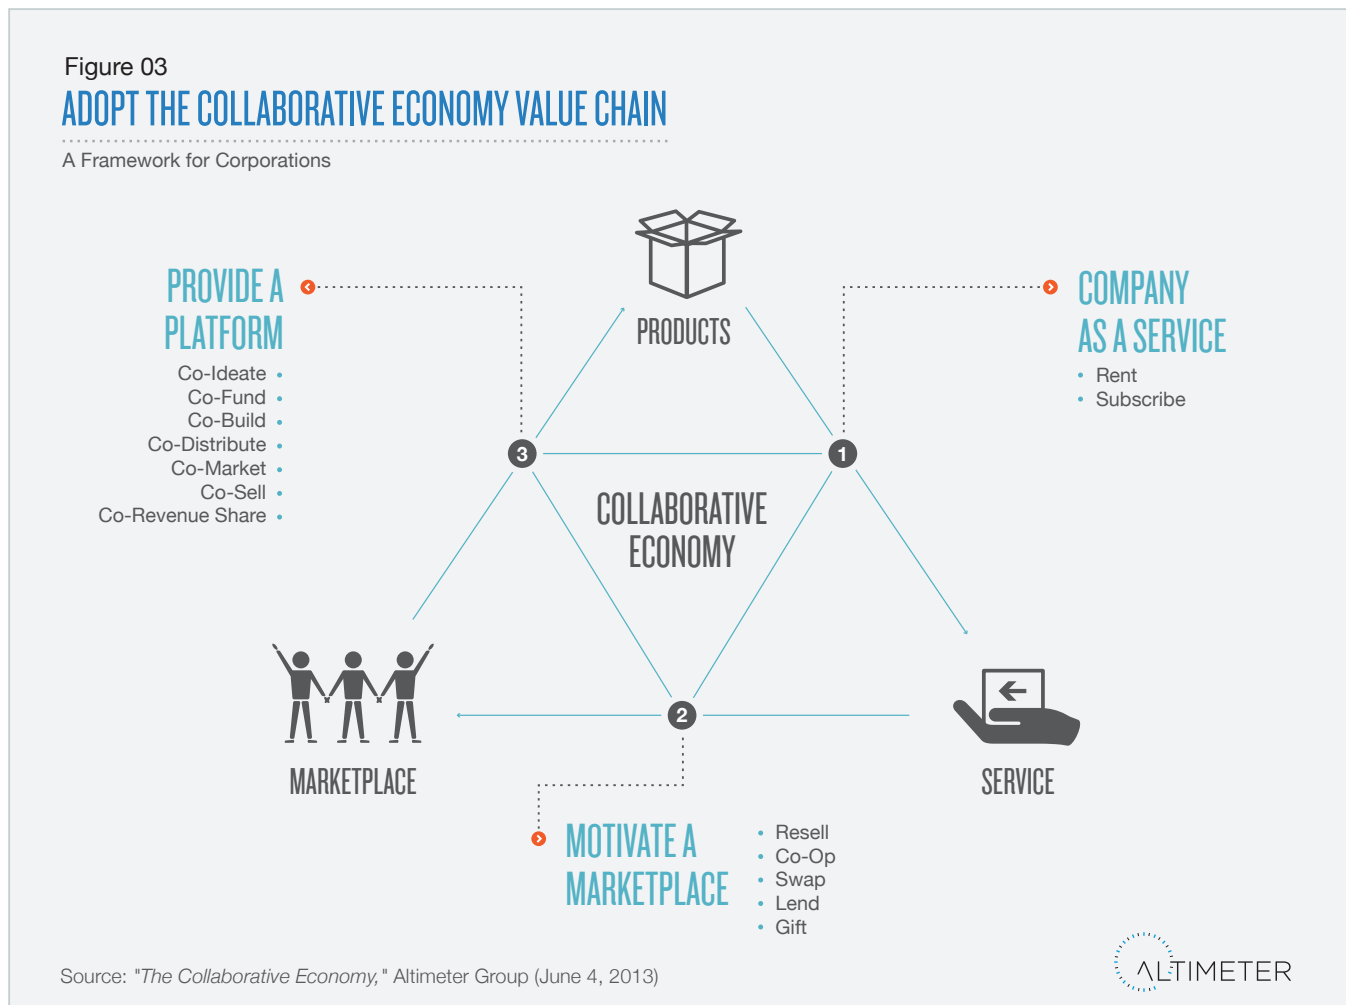 Figure 03
ADOPT THE COLLABORATIVE ECONOMY VALUE CHAIN
A Framework for Corporations
PROVIDE A
PLATFORM
Co-Ideate •
Co-Fund •
Co-Build •
Co-Distribute •
Co-Market •
Co-Sell •
Co-Revenue Share •
PRODUCTS
COMPANY
AS A SERVICE
• Rent
• Subscribe
3
1
COLLABORATIVE
ECONOMY
2
MARKETPLACE
SERVICE
MOTIVATE A
MARKETPLACE
• Resell
• Co-Op
• Swap
• Lend
• Gift
Source: "The Collaborative Economy," Altimeter Group (June 4, 2013)
ALTIMETER